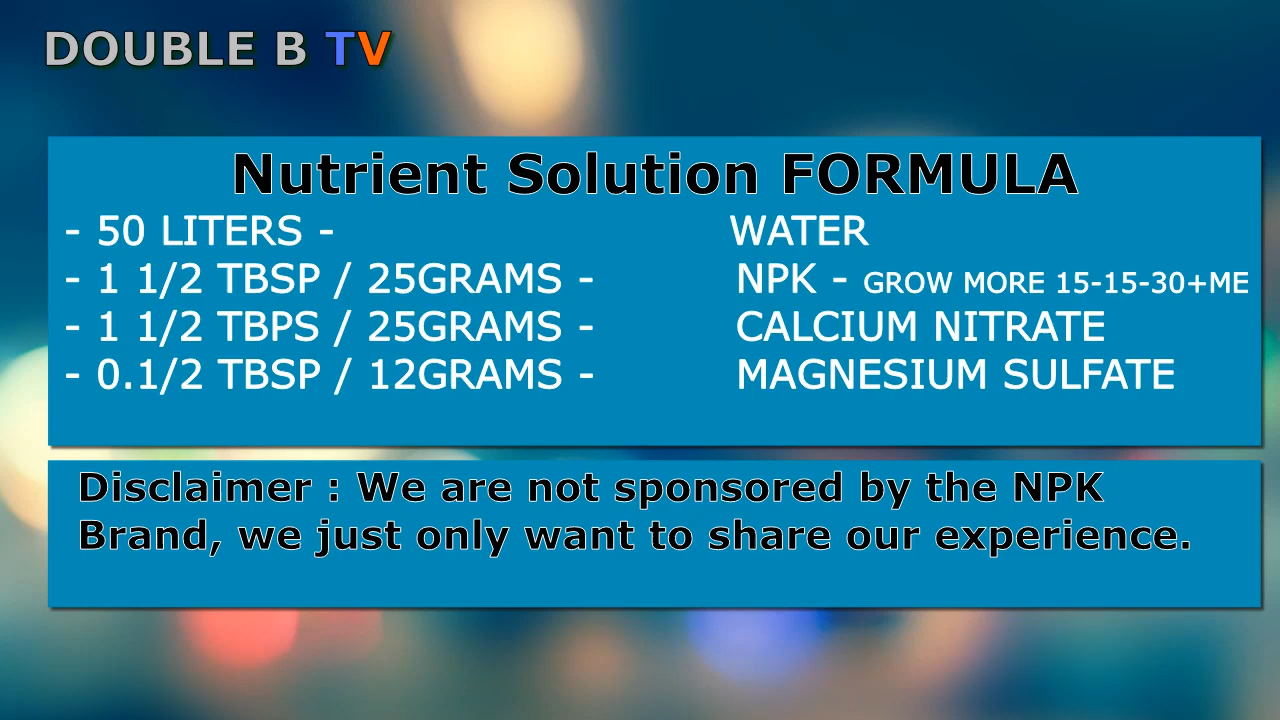 DOUBLE B TV
Nutrient Solution FORMULA
- 50 LITERS - WATER
- 1 1/2 TBSP / 25GRAMS - NPK - GROW MORE 15-15-30+ME
- 1 1/2 TBPS / 25GRAMS - CALCIUM NITRATE
- 0.1/2 TBSP / 12GRAMS - MAGNESIUM SULFATE
Disclaimer : We are not sponsored by the NPK
Brand, we just only want to share our experience.